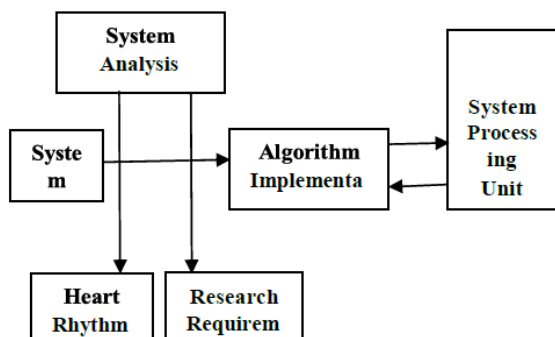 System
Analysis
Syste
m
Algorithm
Implementa
System
Process
ing
Unit
Heart
Rhythm
Research
Requirem